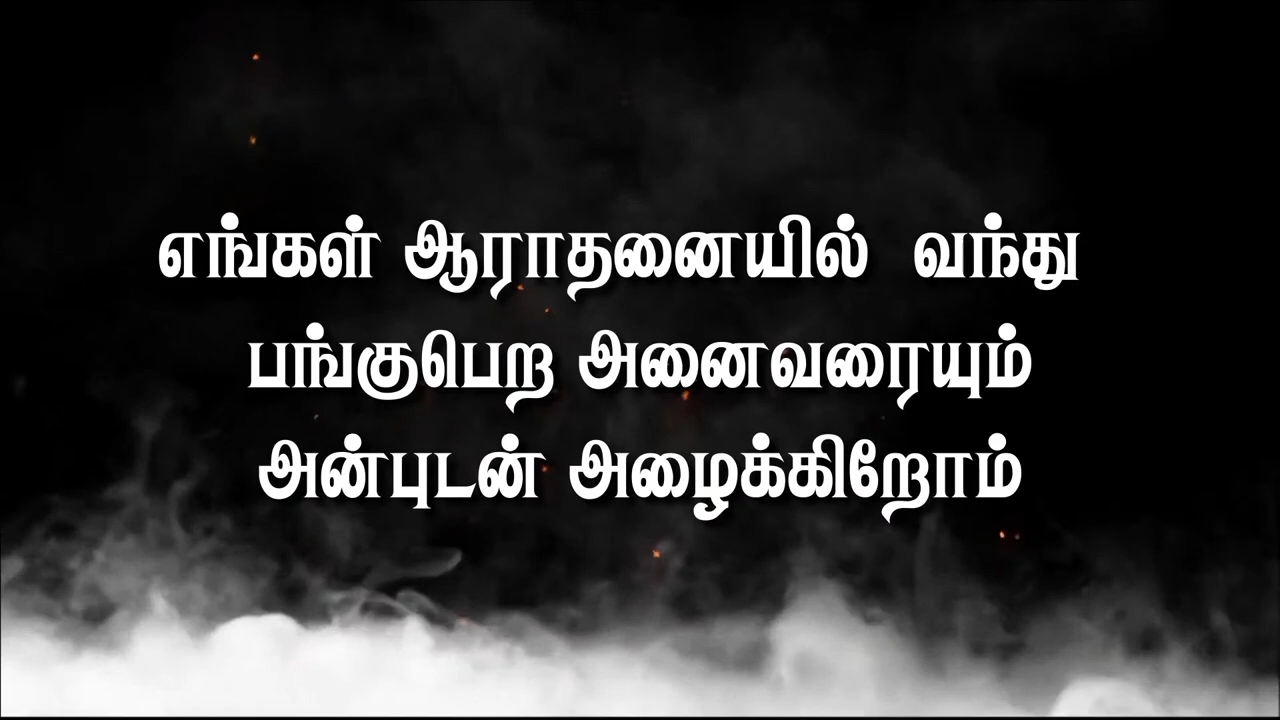 எங்கள் ஆராதனையில் வந்து
பங்குபெற அனைவரையும்
அன்புடன் அழைக்கிறோம்